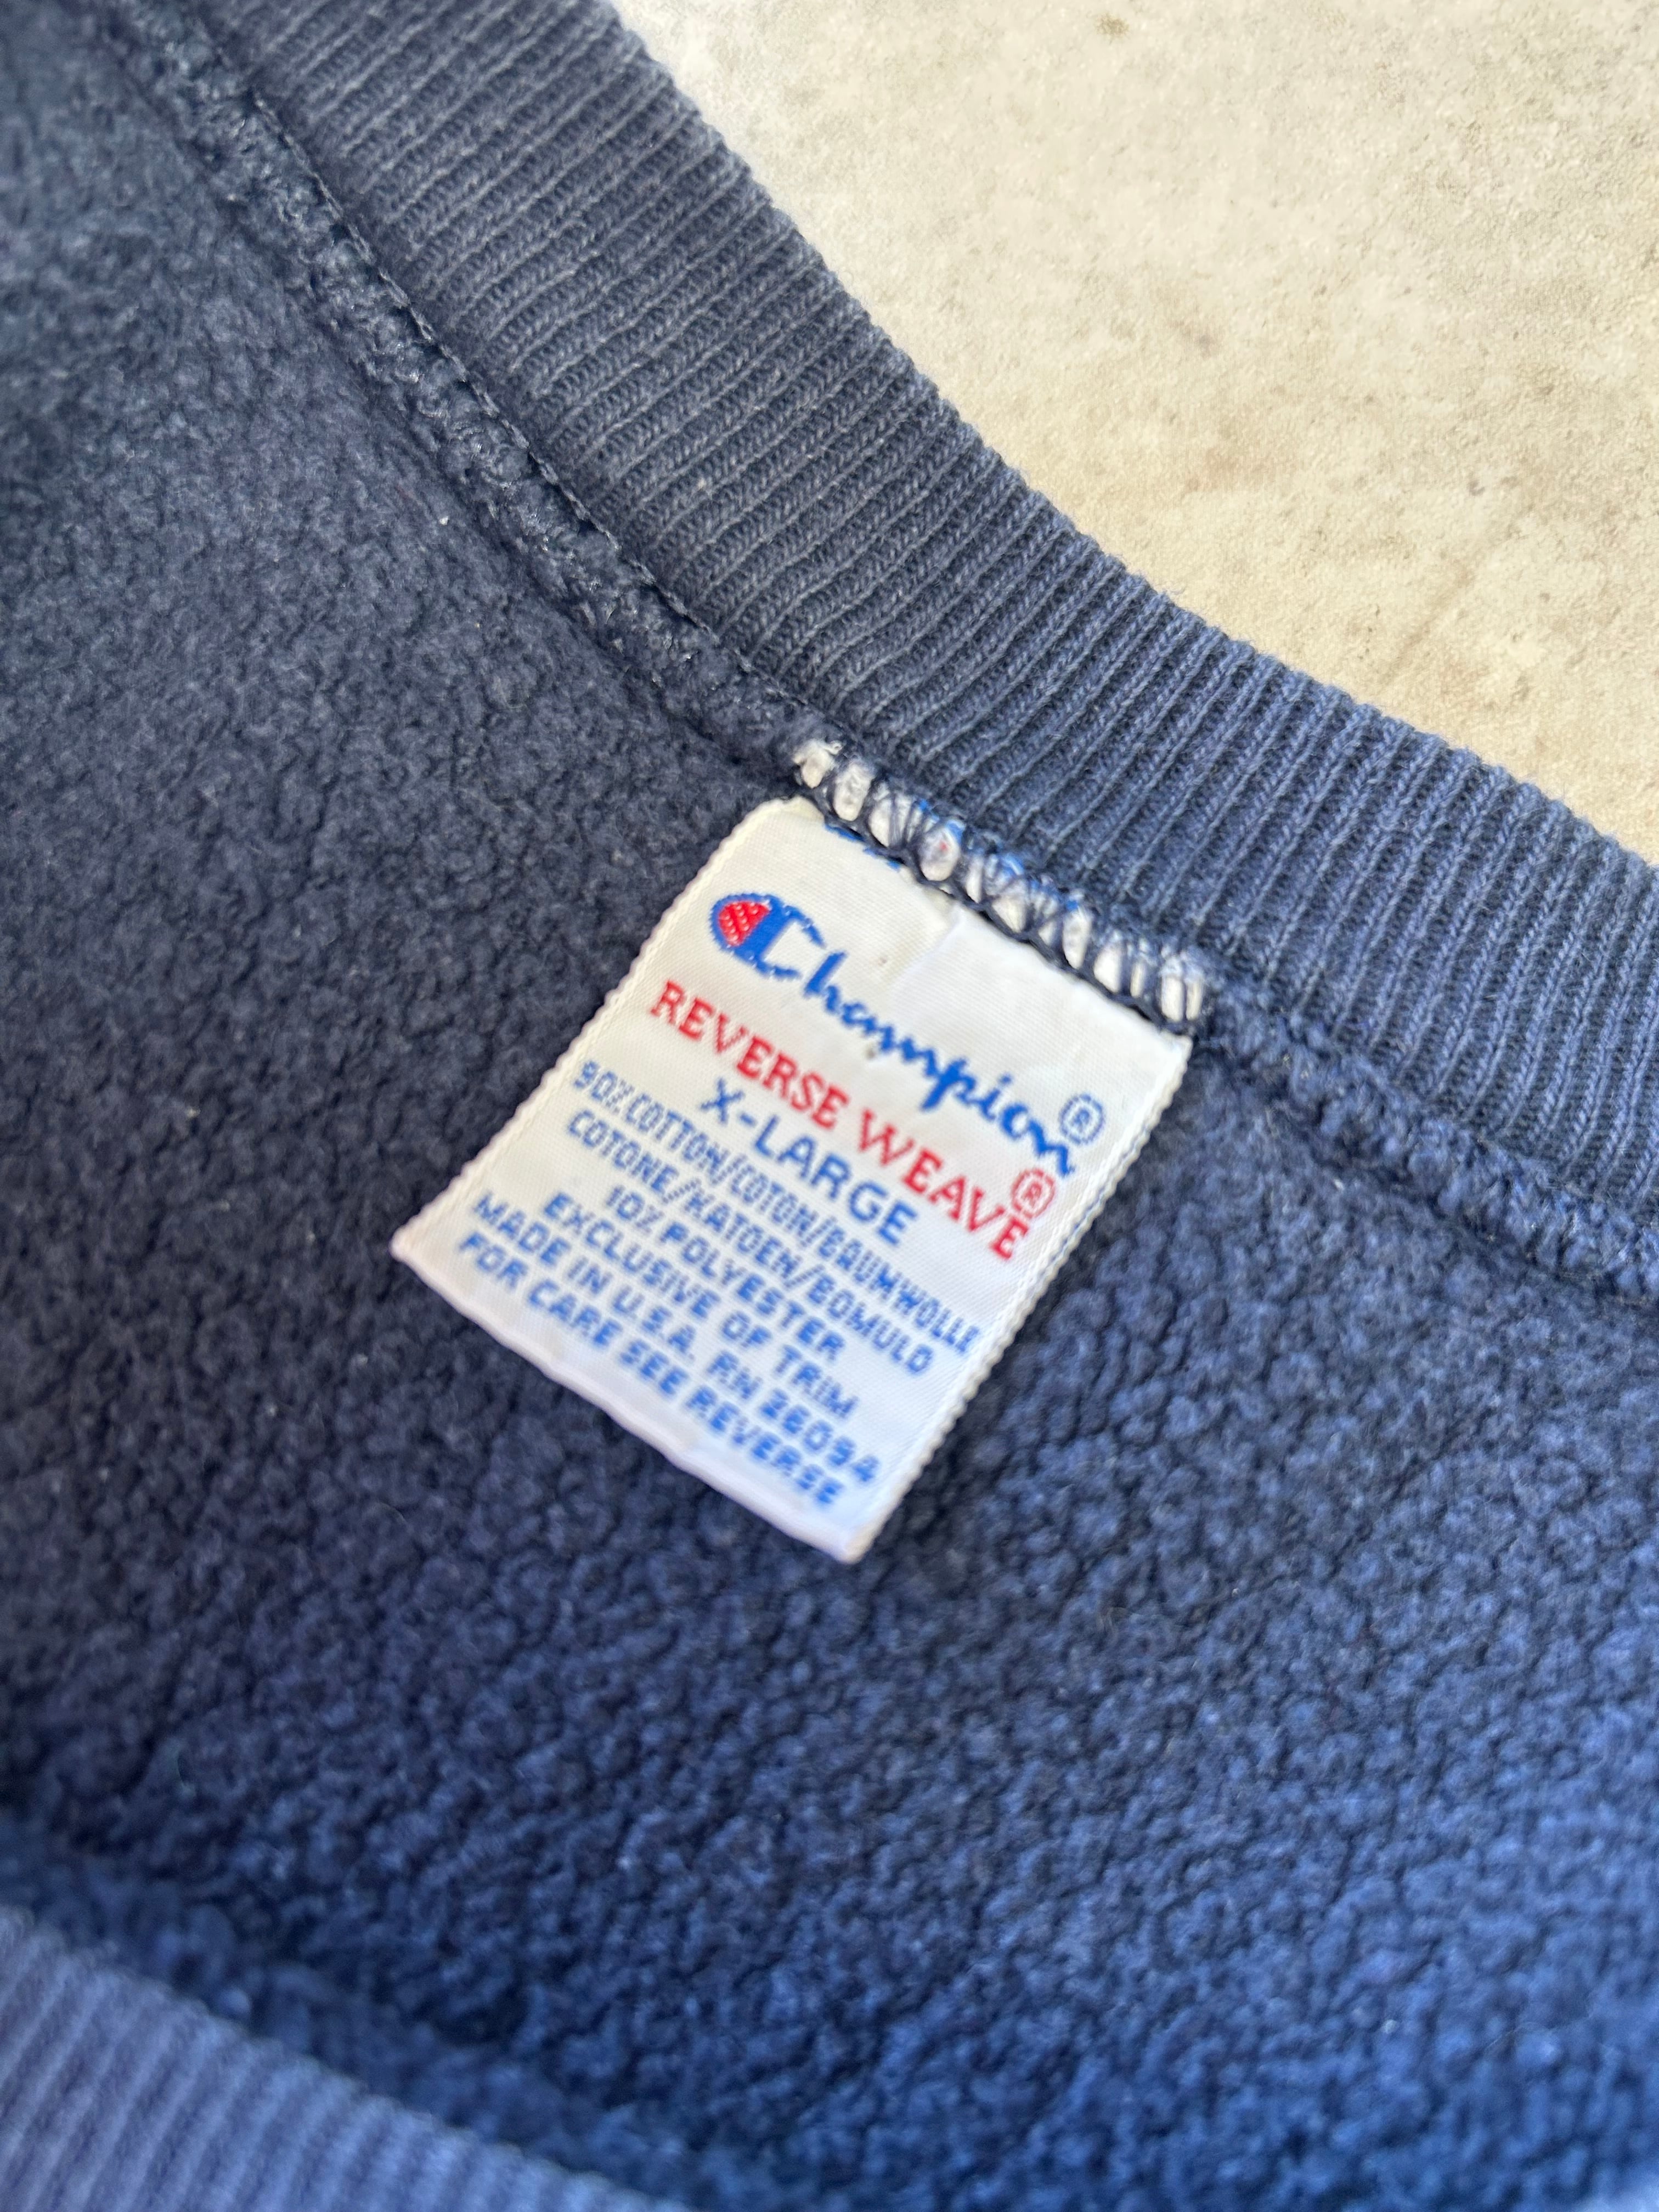 Champion®
REVERSE WEAVE®
X-LARGE
90% COTTON/COTON/BAUMWOLLE
COTONE/KATOEN/BOMULD
10% POLYESTER
EXCLUSIVE OF TRIM
MADE IN U.S.A. RN 26094
FOR CARE SEE REVERSE